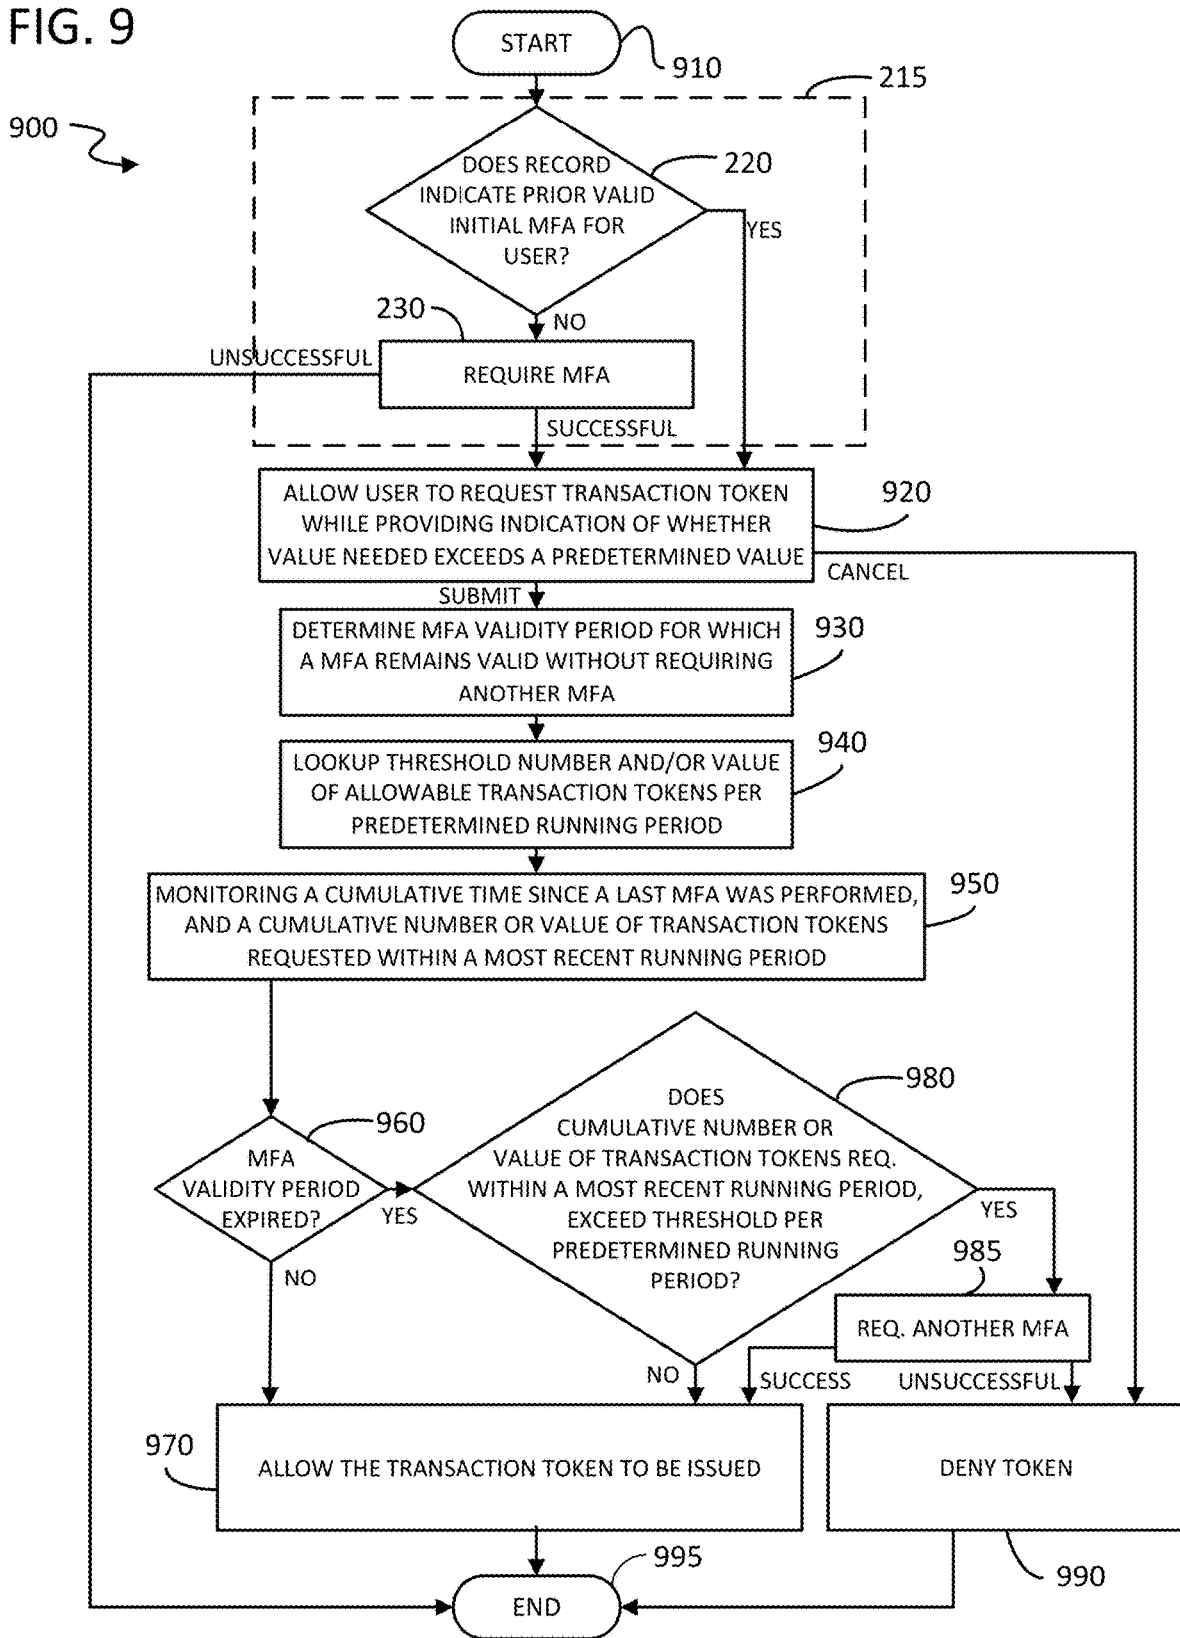 FIG. 9
START
910
215
900
DOES RECORD
INDICATE PRIOR VALID
INITIAL MFA FOR
USER?
220
YES
230
NO
UNSUCCESSFUL
REQUIRE MFA
SUCCESSFUL
ALLOW USER TO REQUEST TRANSACTION TOKEN
WHILE PROVIDING INDICATION OF WHETHER
VALUE NEEDED EXCEEDS A PREDETERMINED VALUE
920
CANCEL
SUBMIT
DETERMINE MFA VALIDITY PERIOD FOR WHICH
A MFA REMAINS VALID WITHOUT REQUIRING
ANOTHER MFA
930
LOOKUP THRESHOLD NUMBER AND/OR VALUE
OF ALLOWABLE TRANSACTION TOKENS PER
PREDETERMINED RUNNING PERIOD
940
MONITORING A CUMULATIVE TIME SINCE A LAST MFA WAS PERFORMED,
AND A CUMULATIVE NUMBER OR VALUE OF TRANSACTION TOKENS
REQUESTED WITHIN A MOST RECENT RUNNING PERIOD
950
960
MFA
VALIDITY PERIOD
EXPIRED?
YES
NO
980
DOES
CUMULATIVE NUMBER OR
VALUE OF TRANSACTION TOKENS REQ.
WITHIN A MOST RECENT RUNNING PERIOD,
EXCEED THRESHOLD PER
PREDETERMINED RUNNING
PERIOD?
YES
985
REQ. ANOTHER MFA
NO
SUCCESS
UNSUCCESSFUL
970
ALLOW THE TRANSACTION TOKEN TO BE ISSUED
DENY TOKEN
995
990
END